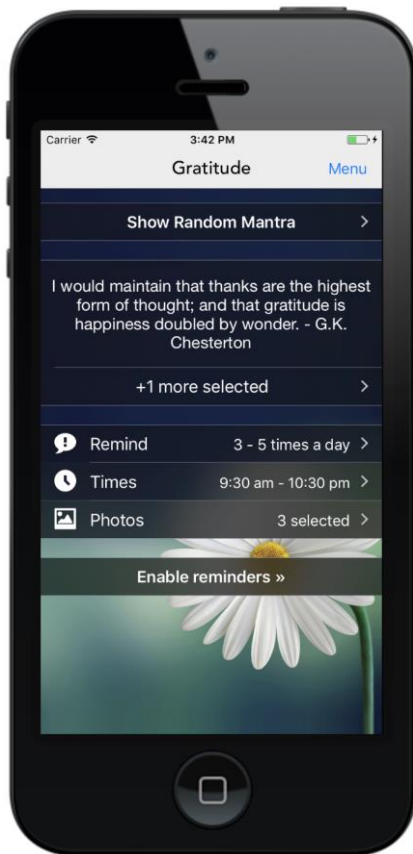 Carrier 3:42 PM
Gratitude Menu
Show Random Mantra
I would maintain that thanks are the highest
form of thought; and that gratitude is
happiness doubled by wonder. - G.K.
Chesterton
+1 more selected
Remind 3 - 5 times a day
Times 9:30 am - 10:30 pm
Photos 3 selected
Enable reminders »